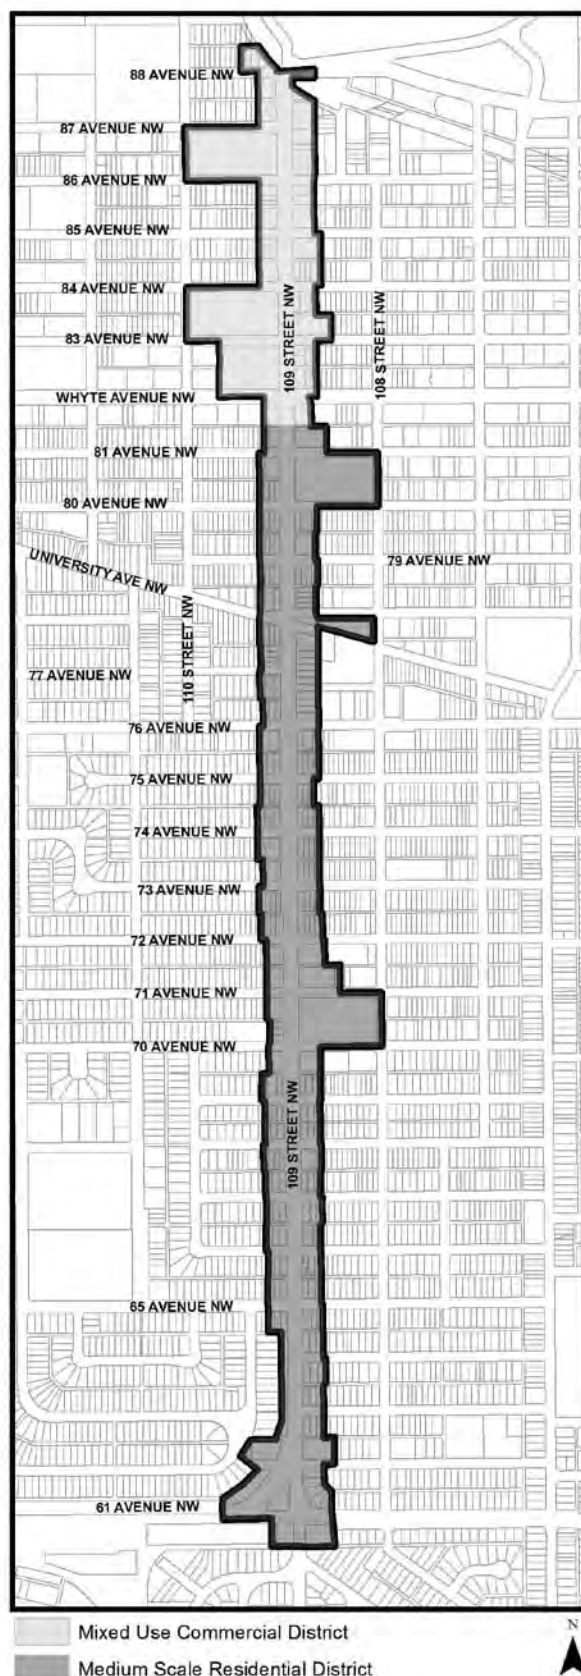 88 AVENUE NW
87 AVENUE NW
86 AVENUE NW
85 AVENUE NW
84 AVENUE NW
109 STREET NW
108 STREET NW
83 AVENUE NW
WHYTE AVENUE NW
81 AVENUE NW
80 AVENUE NW
UNIVERSITY AVE NW
79 AVENUE NW
110 STREET NW
77 AVENUE NW
76 AVENUE NW
75 AVENUE NW
74 AVENUE NW
73 AVENUE NW
72 AVENUE NW
71 AVENUE NW
70 AVENUE NW
109 STREET NW
65 AVENUE NW
61 AVENUE NW
Mixed Use Commercial District
N
Medium Scale Residential District